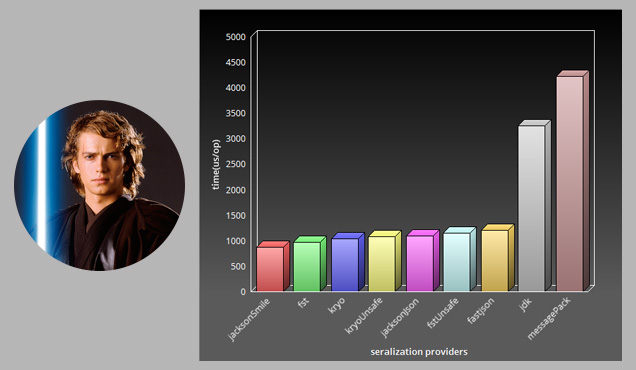 5000
4500
4000
3500
3000
2500
2000
1500
1000
500
0
time(us/op)
jacksonSmile
fst
kryo
kryoUnsafe
jacksonJson
fstUnsafe
fastjson
jdk
messagePack
seralization providers